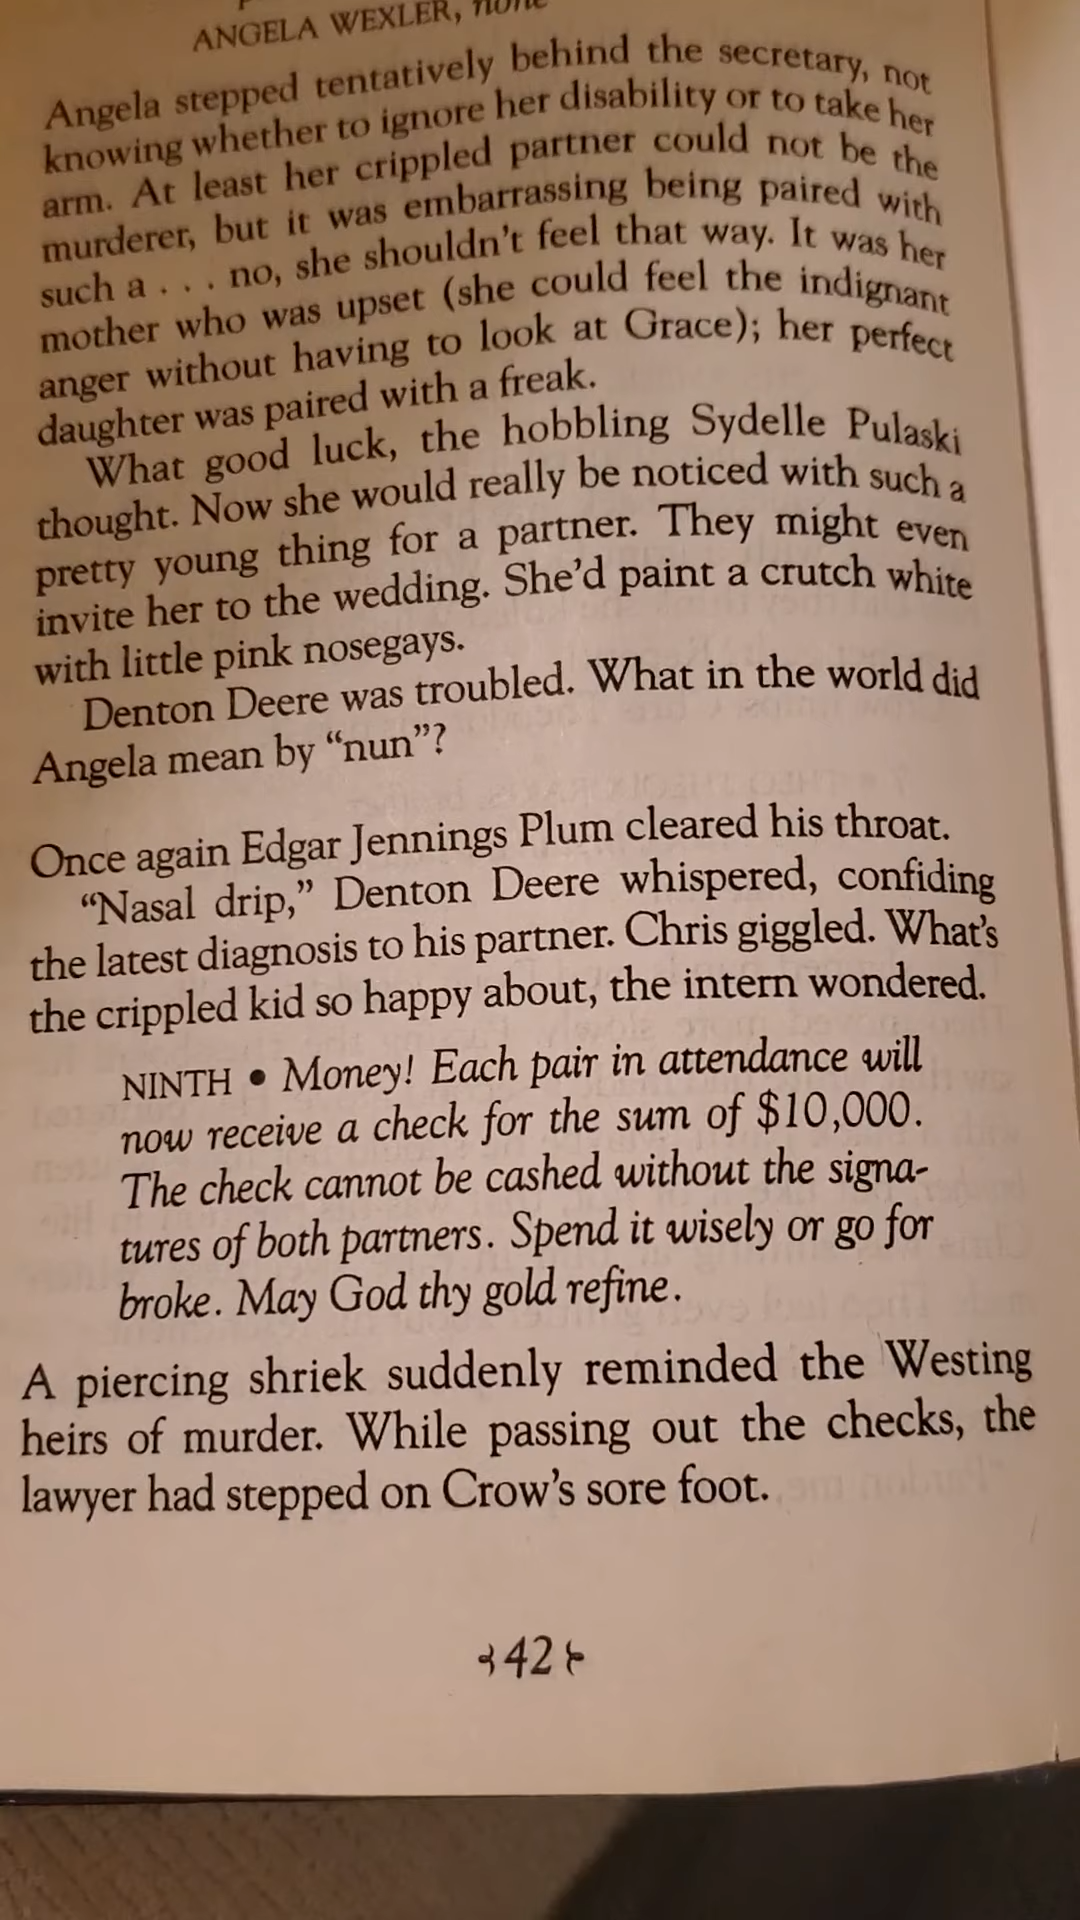 ANGELA WEXLER, none
Angela stepped tentatively behind the secretary, not
knowing whether to ignore her disability or to take her
arm. At least her crippled partner could not be the
murderer, but it was embarrassing being paired with
such a . . . no, she shouldn't feel that way. It was her
mother who was upset (she could feel the indignant
anger without having to look at Grace); her perfect
daughter was paired with a freak.
What good luck, the hobbling Sydelle Pulaski
thought. Now she would really be noticed with such a
pretty young thing for a partner. They might even
invite her to the wedding. She'd paint a crutch white
with little pink nosegays.
Denton Deere was troubled. What in the world did
Angela mean by “nun”?
Once again Edgar Jennings Plum cleared his throat.
“Nasal drip,” Denton Deere whispered, confiding
the latest diagnosis to his partner. Chris giggled. What's
the crippled kid so happy about, the intern wondered.
NINTH • Money! Each pair in attendance will
now receive a check for the sum of $10,000.
The check cannot be cashed without the signa-
tures of both partners. Spend it wisely or go for
broke. May God thy gold refine.
A piercing shriek suddenly reminded the Westing
heirs of murder. While passing out the checks, the
lawyer had stepped on Crow's sore foot.
42